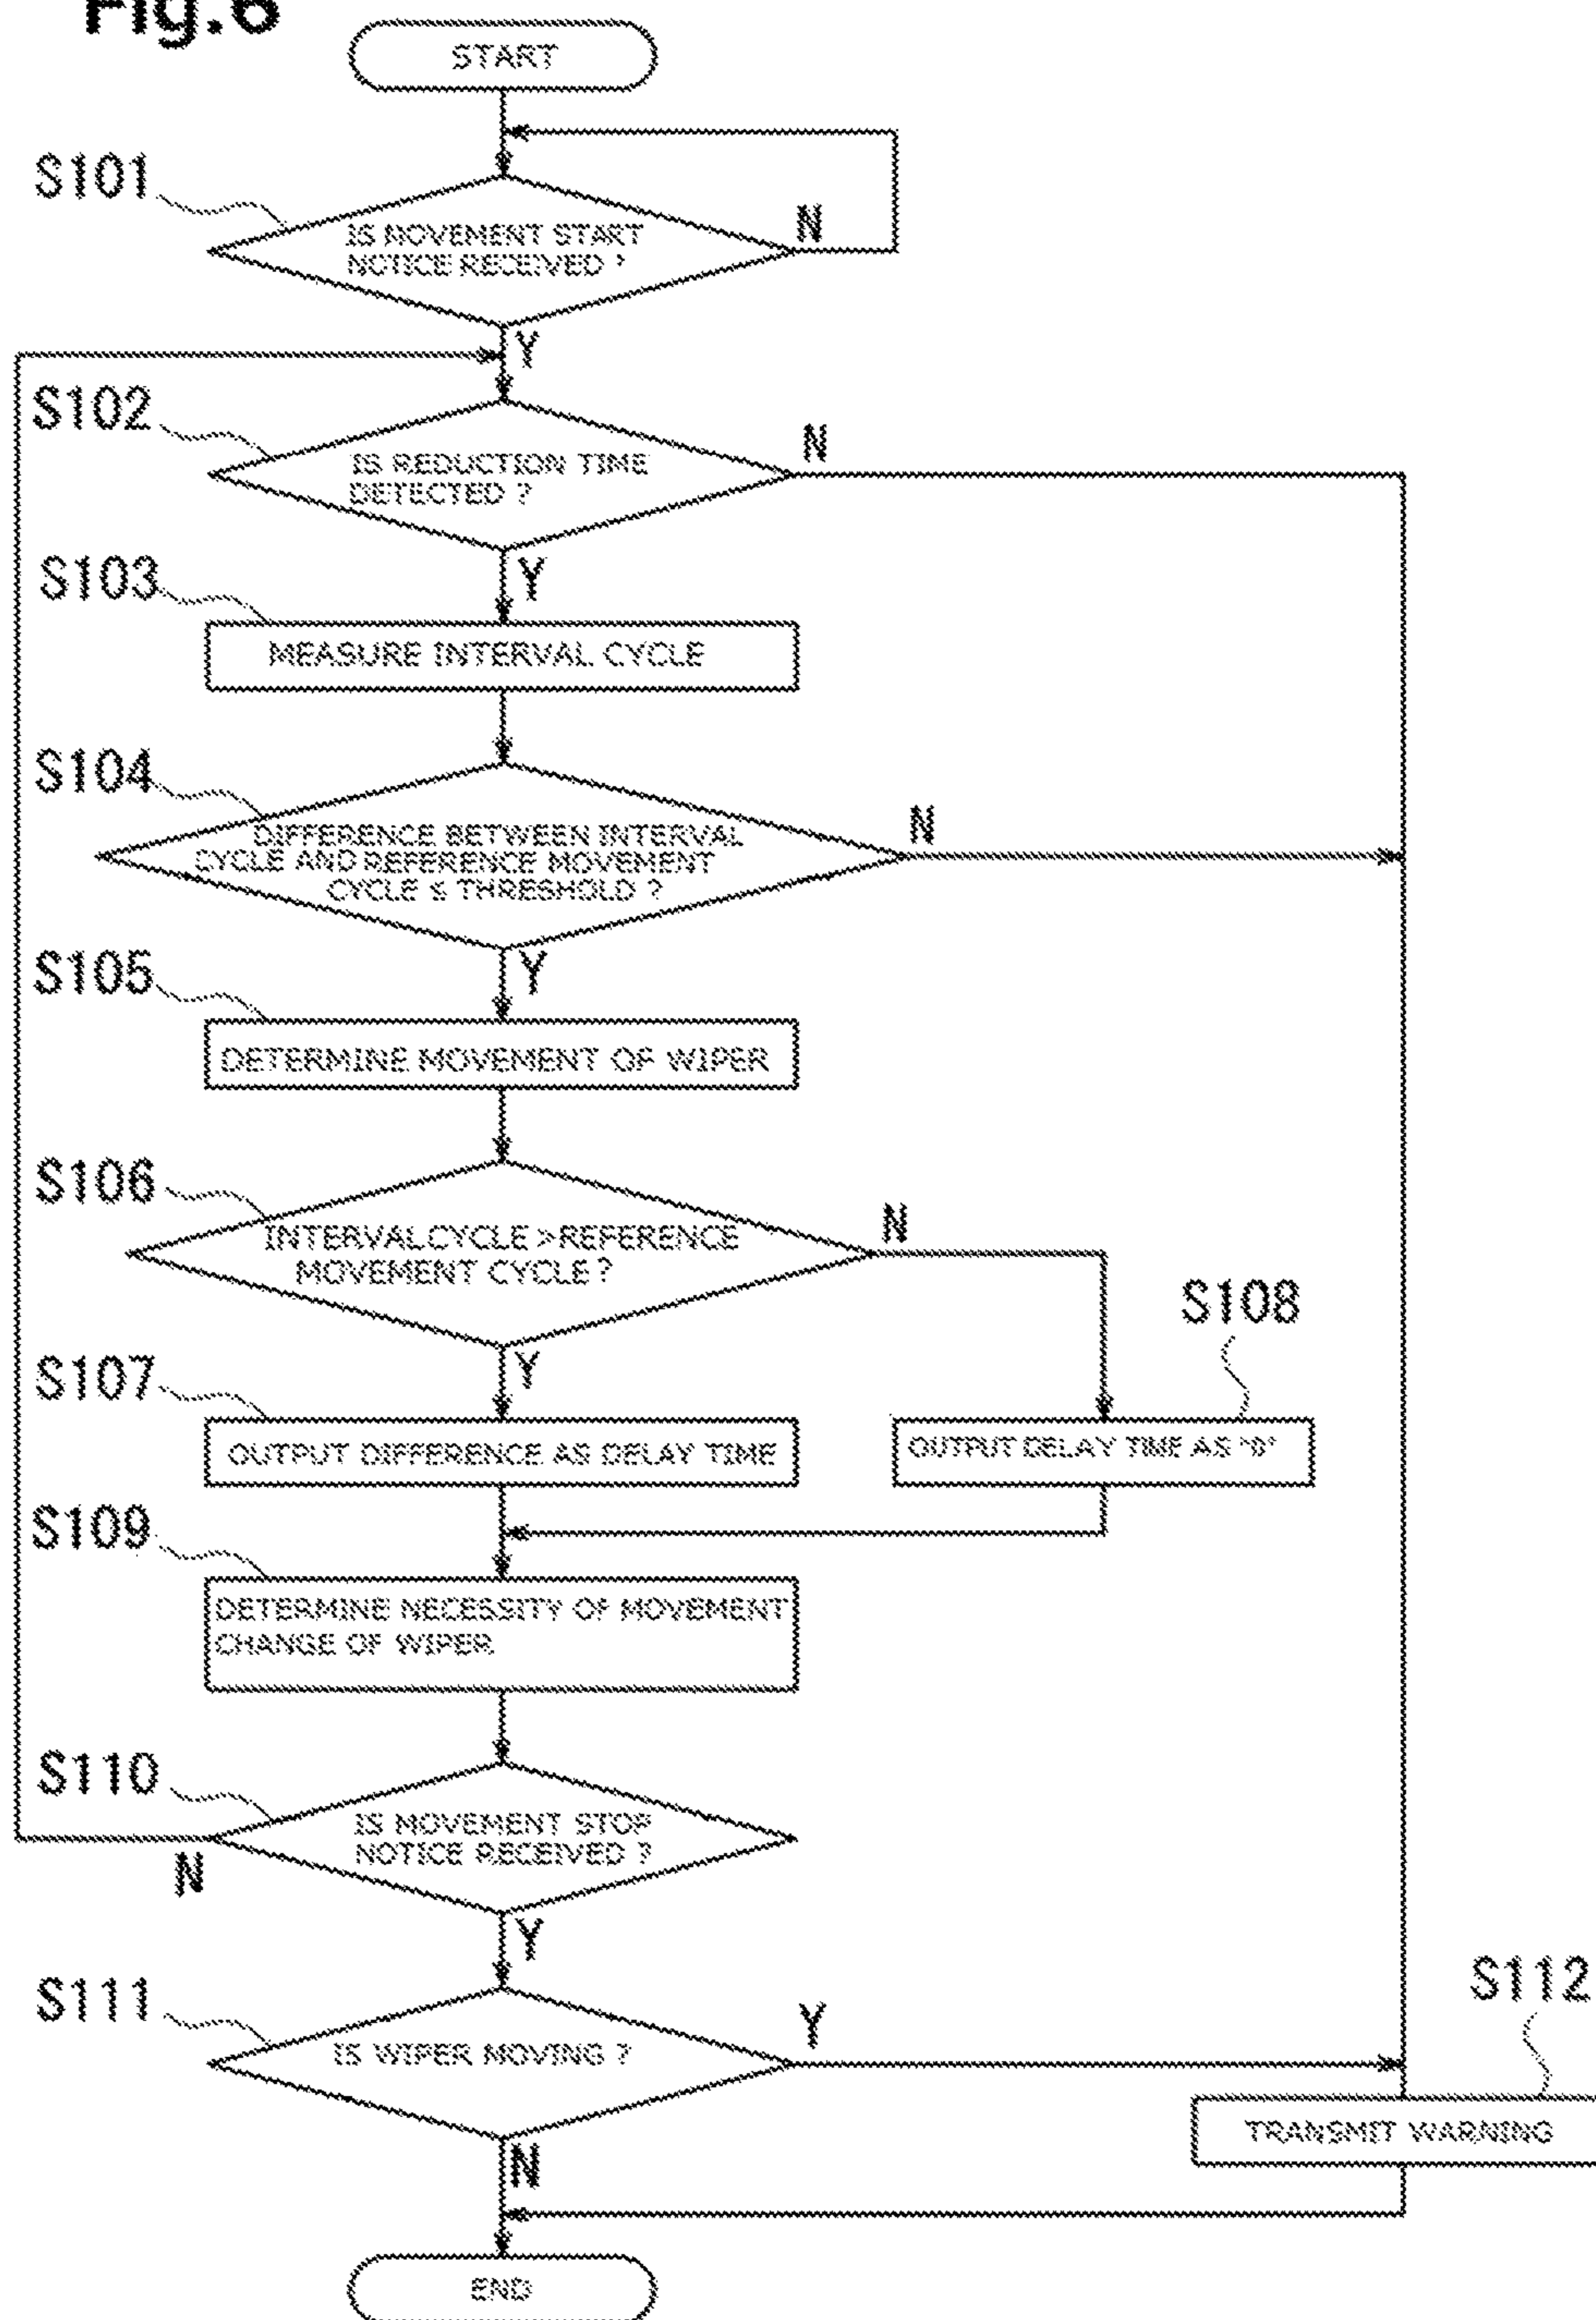 Fig.6
START
S101
IS MOVEMENT START
NOTICE RECEIVED ?
N
Y
S102
IS REDUCTION TIME
DETECTED ?
N
Y
S103
MEASURE INTERVAL CYCLE
S104
DIFFERENCE BETWEEN INTERVAL
CYCLE AND REFERENCE MOVEMENT
CYCLE ≤ THRESHOLD ?
N
Y
S105
DETERMINE MOVEMENT OF WIPER
S106
INTERVAL CYCLE >REFERENCE
MOVEMENT CYCLE ?
N
Y
S107
OUTPUT DIFFERENCE AS DELAY TIME
S108
OUTPUT DELAY TIME AS "0"
S109
DETERMINE NECESSITY OF MOVEMENT
CHANGE OF WIPER
S110
IS MOVEMENT STOP
NOTICE RECEIVED ?
N
Y
S111
IS WIPER MOVING ?
Y
N
S112
TRANSMIT WARNING
END